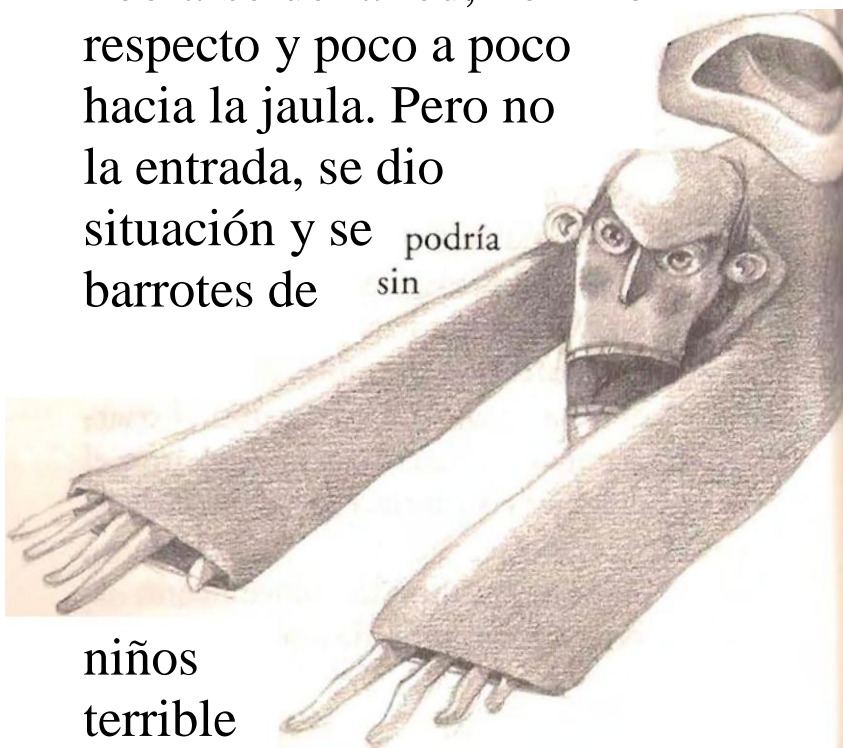 respecto y poco a poco
hacia la jaula. Pero no
la entrada, se dio
situación y se podría
barrotes de sin
niños
terrible